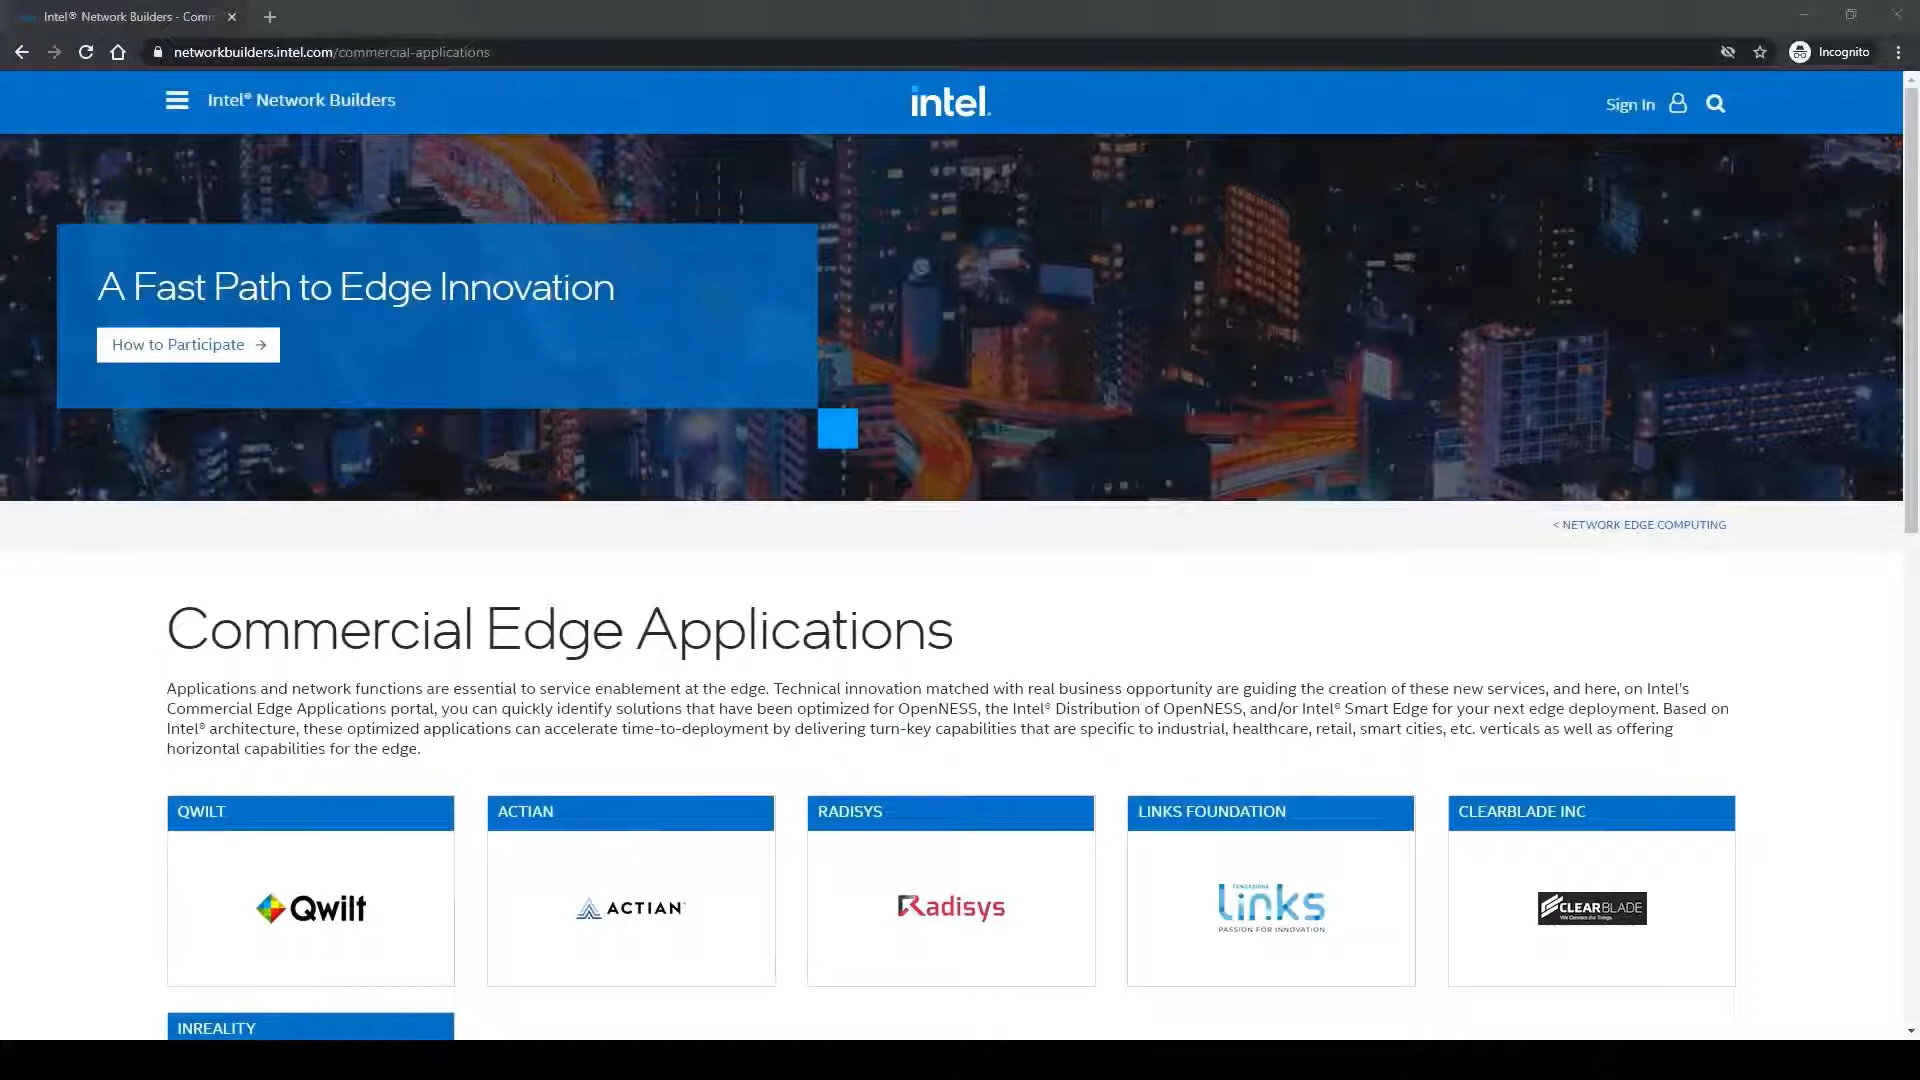 Intel® Network Builders - Comm
networkbuilders.intel.com/commercial-applications
Incognito
Intel® Network Builders
intel.
Sign In
A Fast Path to Edge Innovation
How to Participate →
< NETWORK EDGE COMPUTING
Commercial Edge Applications
Applications and network functions are essential to service enablement at the edge. Technical innovation matched with real business opportunity are guiding the creation of these new services, and here, on Intel's
Commercial Edge Applications portal, you can quickly identify solutions that have been optimized for OpenNESS, the Intel® Distribution of OpenNESS, and/or Intel® Smart Edge for your next edge deployment. Based on
Intel® architecture, these optimized applications can accelerate time-to-deployment by delivering turn-key capabilities that are specific to industrial, healthcare, retail, smart cities, etc. verticals as well as offering
horizontal capabilities for the edge.
QWILT
ACTIAN
RADISYS
LINKS FOUNDATION
CLEARBLADE INC
Qwilt
ACTIAN
Radisys
FONDAZIONE
Links
PASSION FOR INNOVATION
CLEARBLADE
We Connect the Things
INREALITY